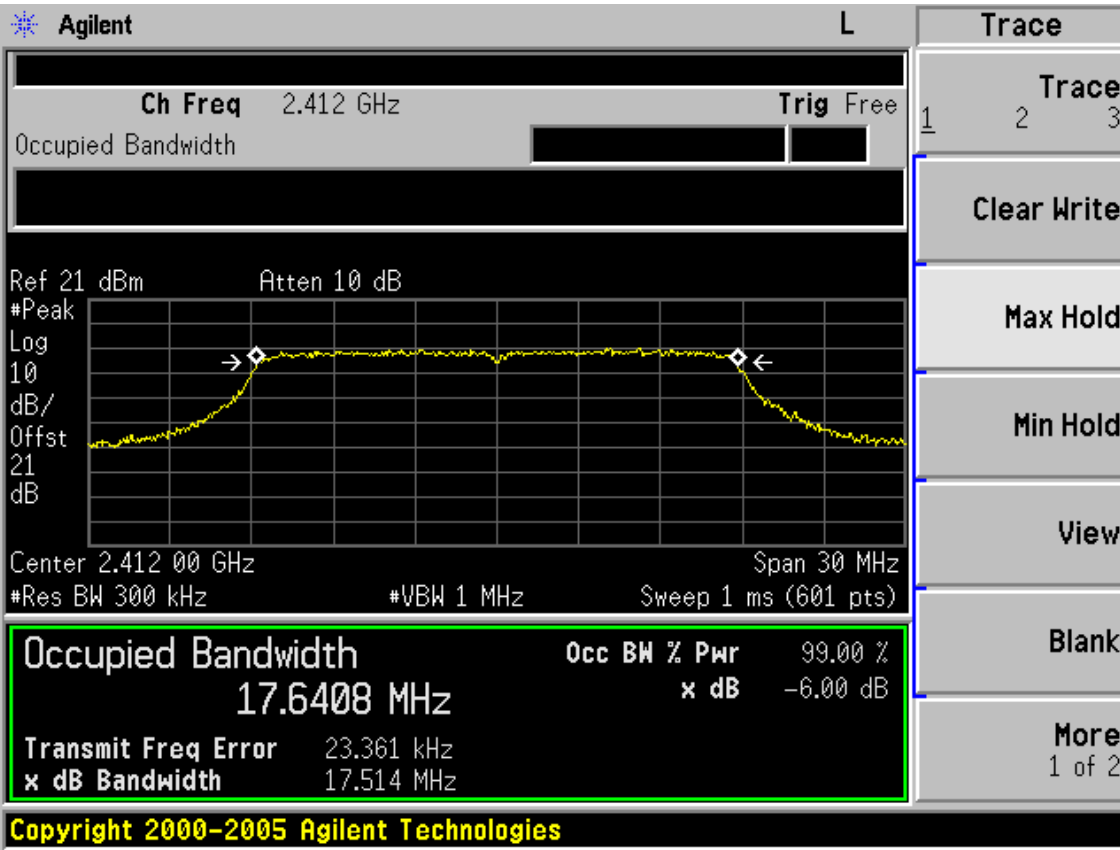 Agilent L Trace
Ch Freq 2.412 GHz Trig Free
Occupied Bandwidth
Trace
1 2 3
Clear Write
Max Hold
Min Hold
View
Blank
More
1 of 2
Ref 21 dBm Atten 10 dB
#Peak
Log
10
dB/
Offst
21
dB
Center 2.412 00 GHz Span 30 MHz
#Res BW 300 kHz #VBW 1 MHz Sweep 1 ms (601 pts)
Occupied Bandwidth Occ BW % Pwr 99.00 %
17.6408 MHz x dB -6.00 dB
Transmit Freq Error 23.361 kHz
x dB Bandwidth 17.514 MHz
Copyright 2000-2005 Agilent Technologies